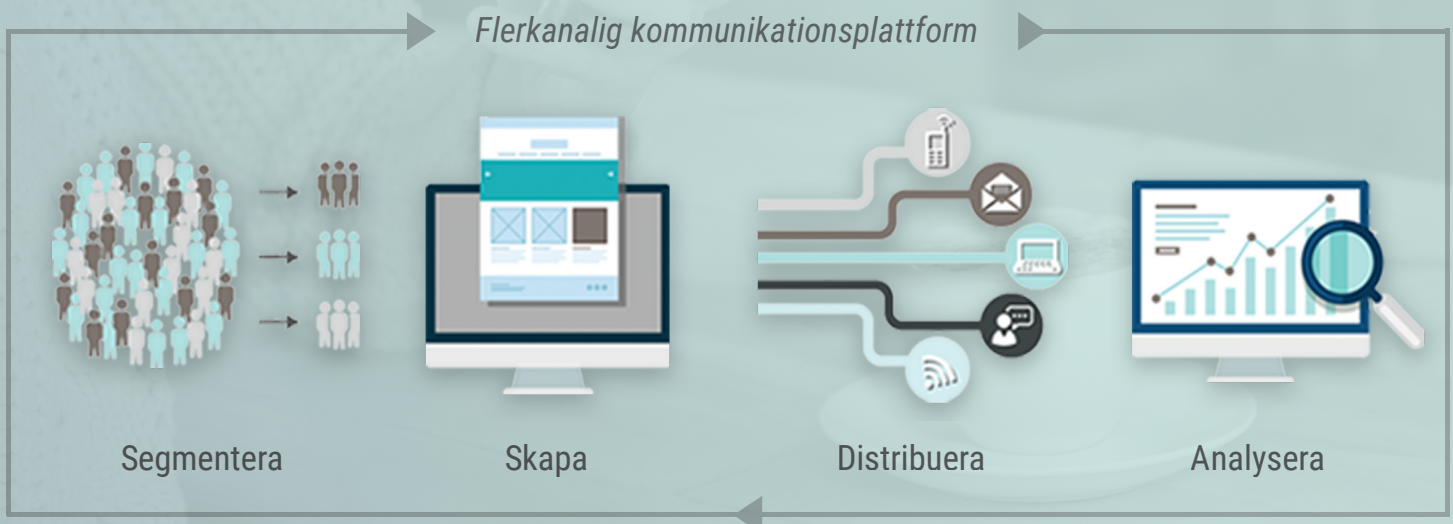 Flerkanalig kommunikationsplattform
Segmentera
Skapa
Distribuera
Analysera